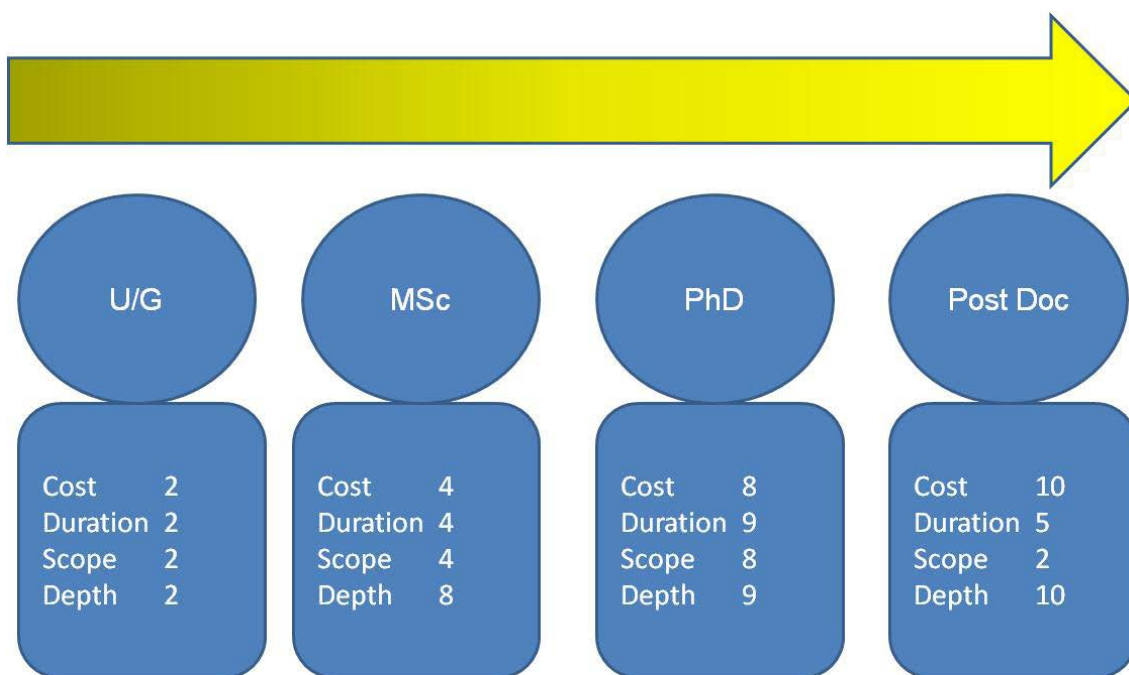 U/G
MSc
PhD
Post Doc
Cost 2
Duration 2
Scope 2
Depth 2
Cost 4
Duration 4
Scope 4
Depth 8
Cost 8
Duration 9
Scope 8
Depth 9
Cost 10
Duration 5
Scope 2
Depth 10